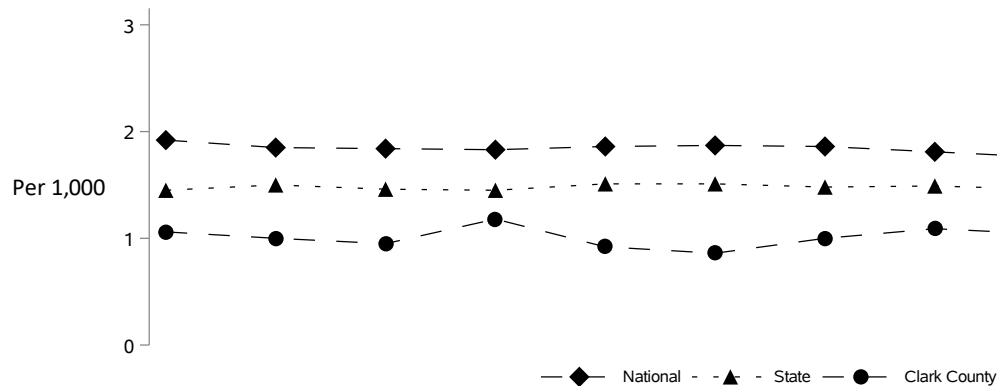 3
2
Per 1,000
1
0
National
State
Clark County